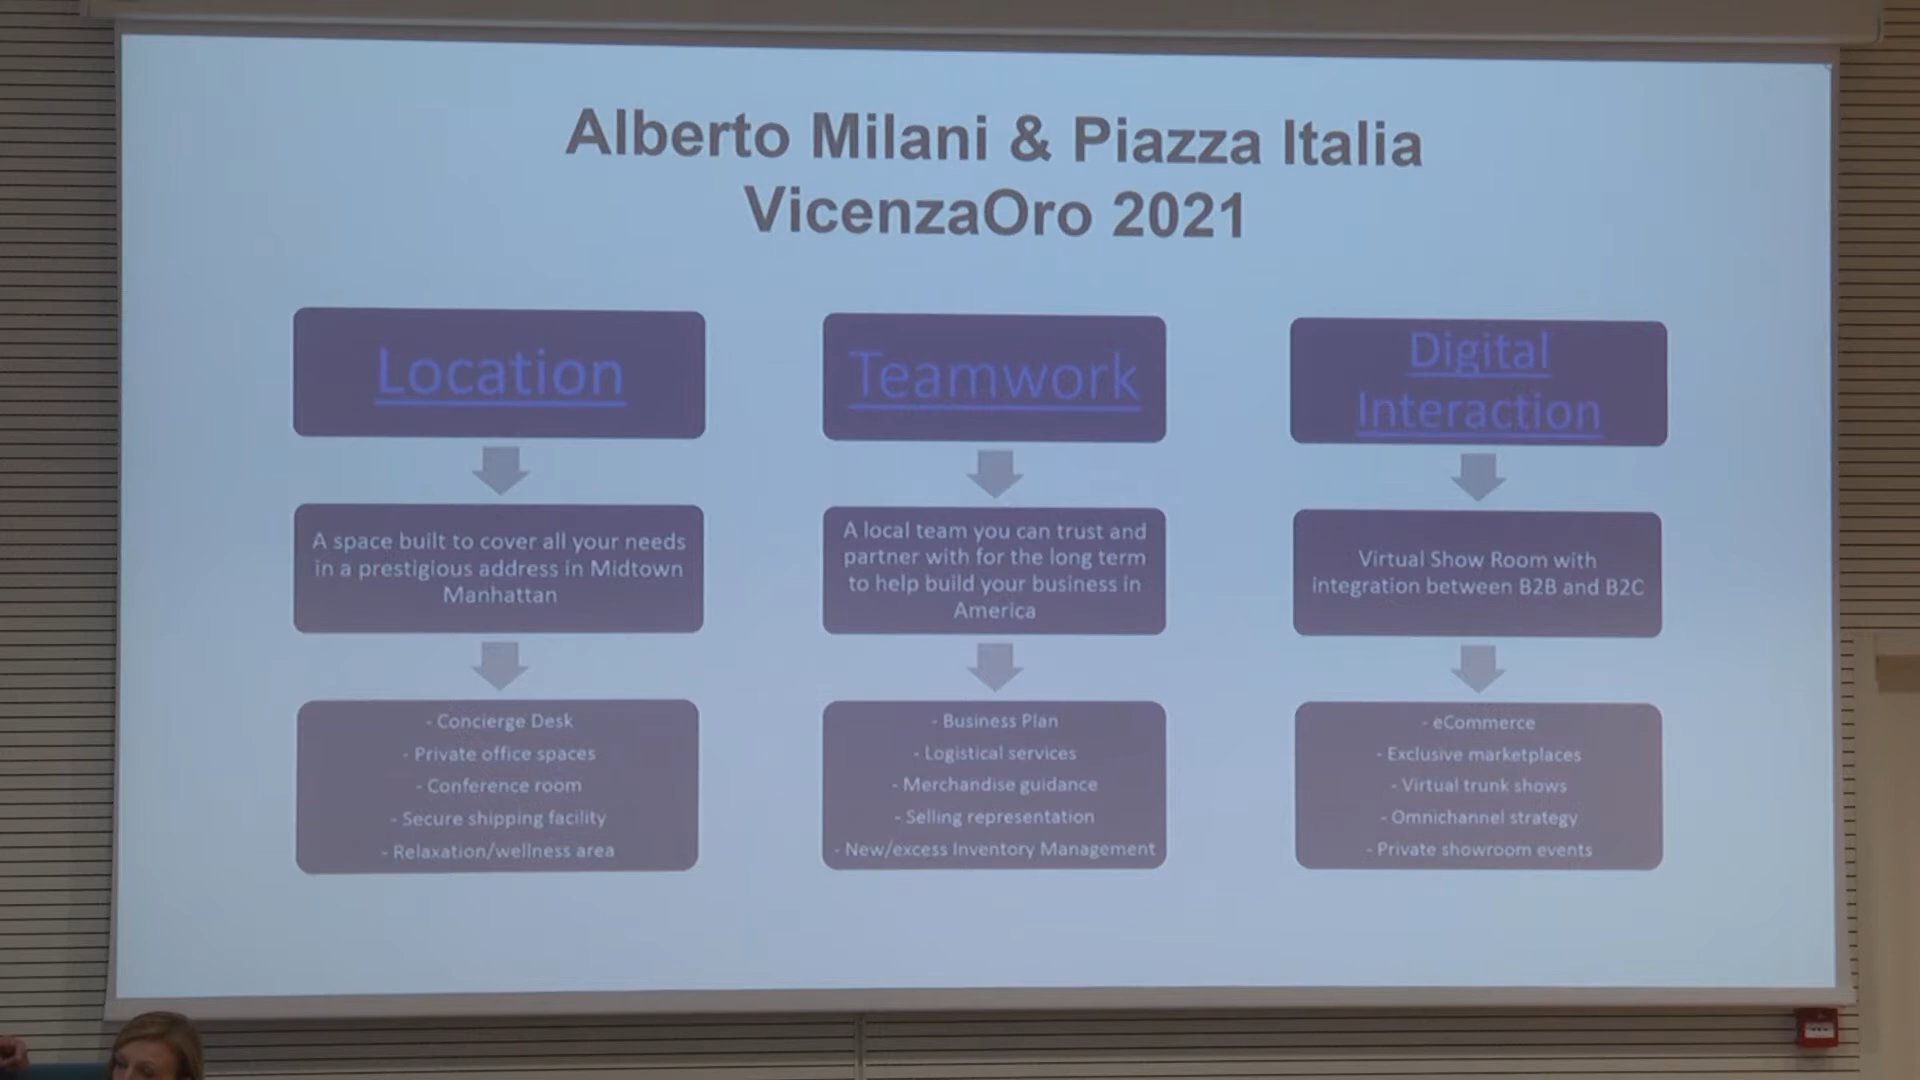 Alberto Milani & Piazza Italia
VicenzaOro 2021
Location
A space built to cover all your needs
in a prestigious address in Midtown
Manhattan
- Concierge Desk
- Private office spaces
- Conference room
- Secure shipping facility
- Relaxation/wellness area
Teamwork
A local team you can trust and
partner with for the long term
to help build your business in
America
- Business Plan
- Logistical services
- Merchandise guidance
- Selling representation
- New/excess Inventory Management
Digital
Interaction
Virtual Show Room with
integration between B2B and B2C
- eCommerce
- Exclusive marketplaces
- Virtual trunk shows
- Omnichannel strategy
- Private showroom events